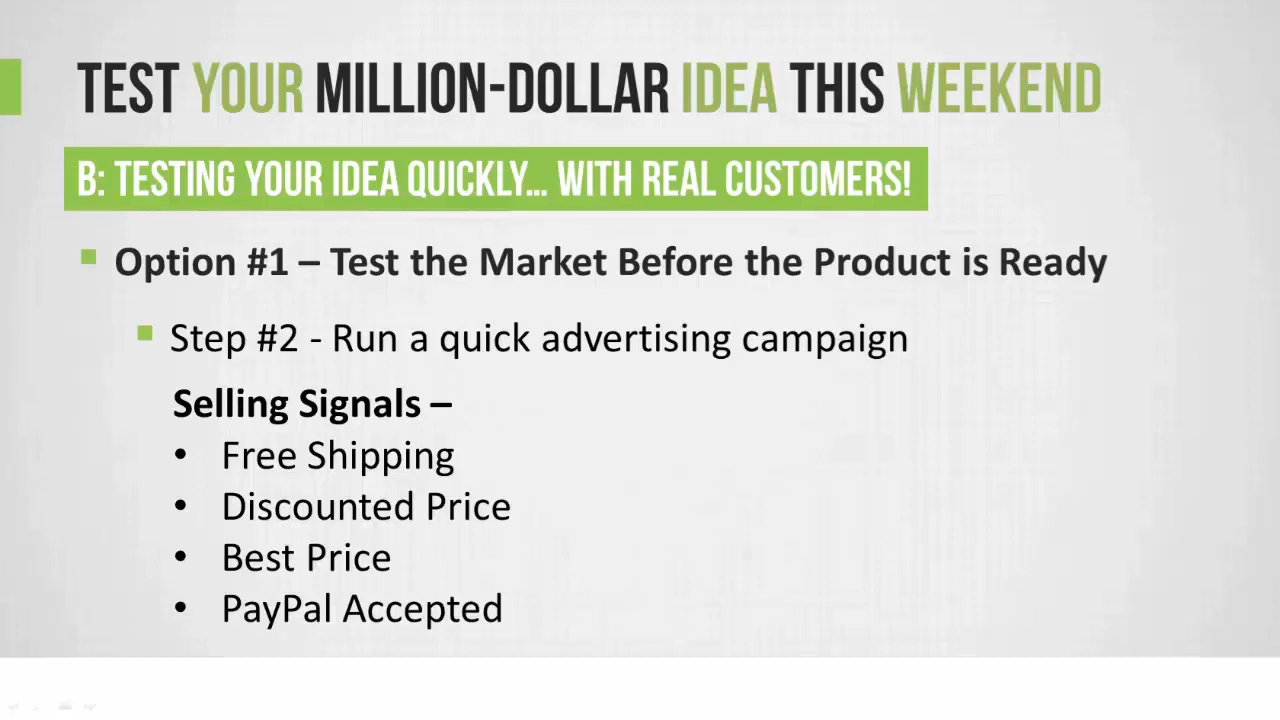 TEST YOUR MILLION-DOLLAR IDEA THIS WEEKEND
B: TESTING YOUR IDEA QUICKLY... WITH REAL CUSTOMERS!
Option #1 – Test the Market Before the Product is Ready
Step #2 - Run a quick advertising campaign
Selling Signals –
• Free Shipping
• Discounted Price
• Best Price
• PayPal Accepted